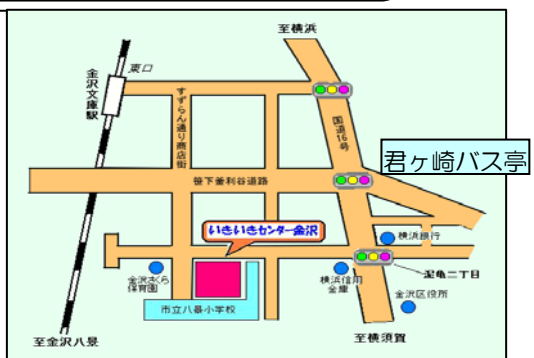 至横浜
東口
金沢文庫駅
すずらん通り商店街
国道16号
君ヶ崎バス亭
笹下釜利谷道路
いきいきセンター金沢
横浜銀行
泥亀二丁目
金沢さくら
保育園
横浜信用
金庫
金沢区役所
市立八景小学校
至金沢八景
至横須賀